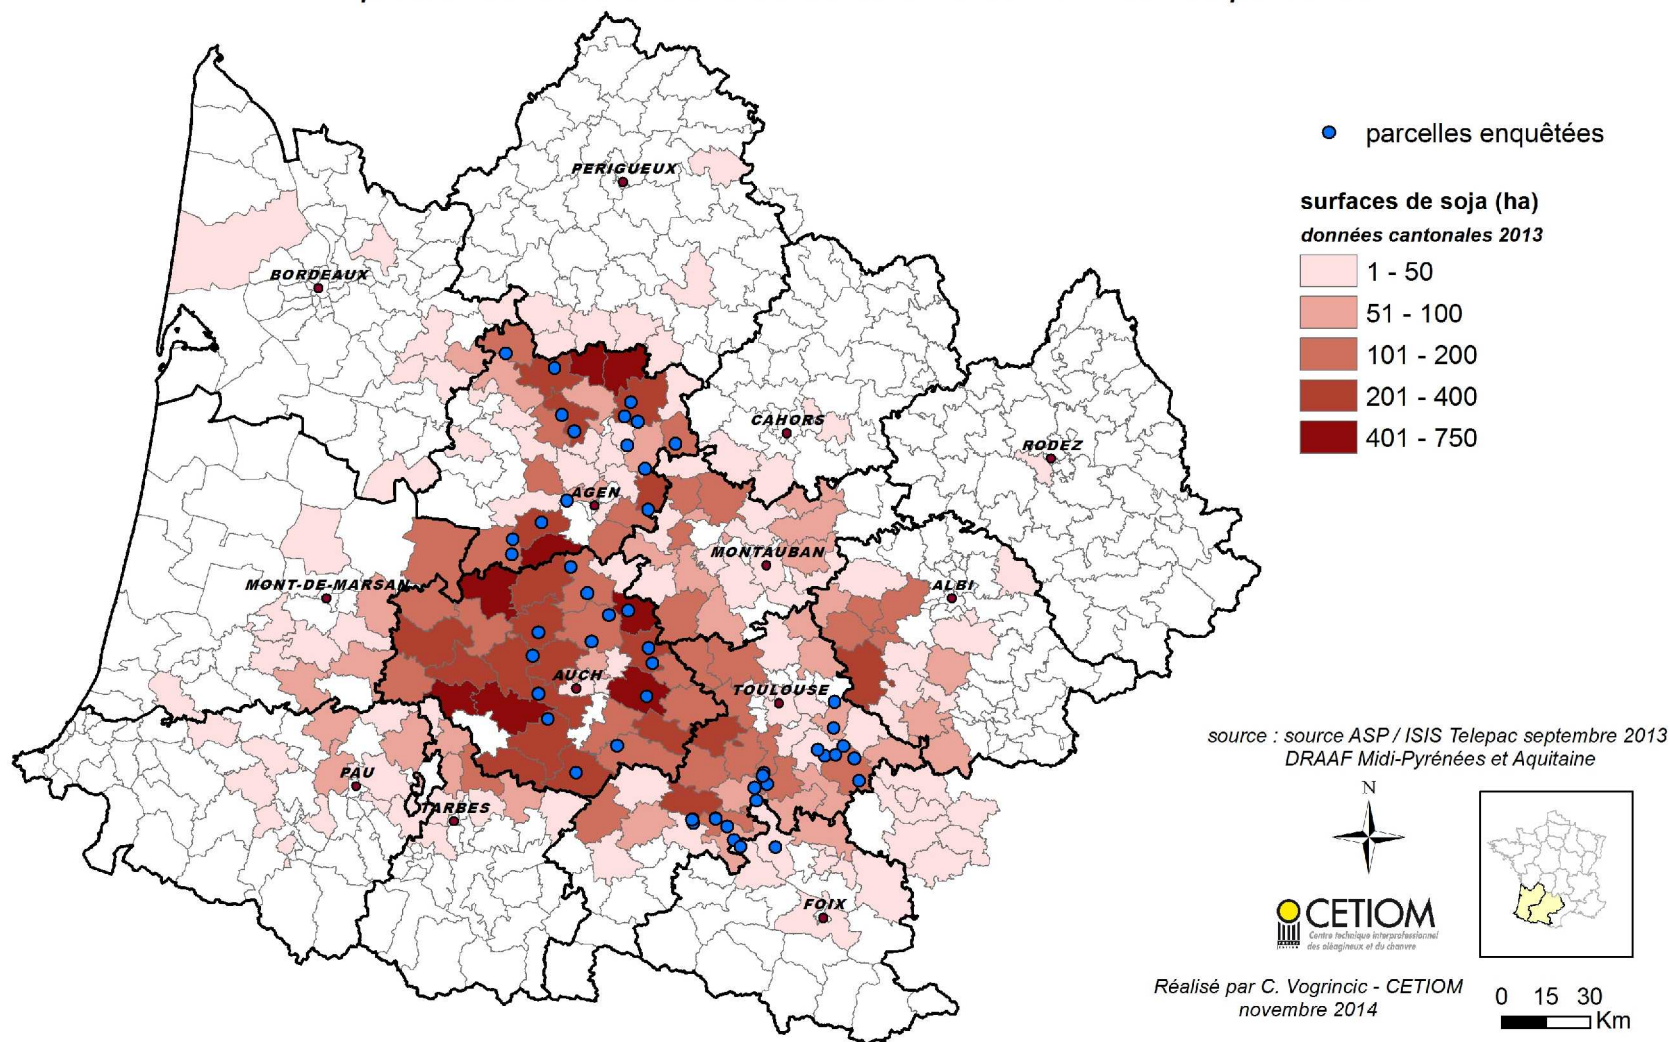 PERIGUEUX
BORDEAUX
CAHORS
RODEZ
AGEN
MONTAUBAN
MONT-DE-MARSAN
ALBI
AUCH
TOULOUSE
PAU
TARBES
FOIX
parcelles enquêtées
surfaces de soja (ha)
données cantonales 2013
1 - 50
51 - 100
101 - 200
201 - 400
401 - 750
source : source ASP / ISIS Telepac septembre 2013
DRAAF Midi-Pyrénées et Aquitaine
N
CETIOM
Centre technique interprofessionnel
des oléagineux et du chanvre
Réalisé par C. Vogrincic - CETIOM
novembre 2014
0 15 30
Km